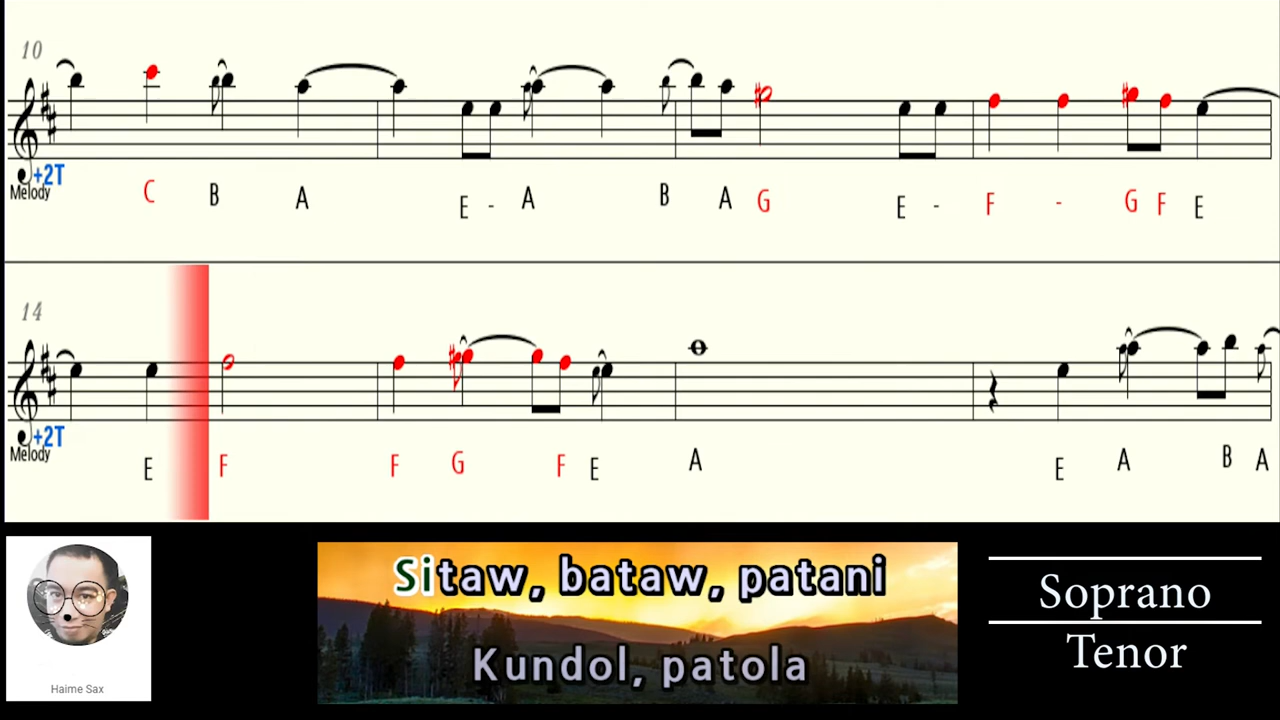 10
+2T
Melody
C B A E - A B A G E - F - G F E
14
+2T
Melody
E F F G F E A E A B A
Haime Sax
Sitaw, bataw, patani
Kundol, patola
Soprano
Tenor